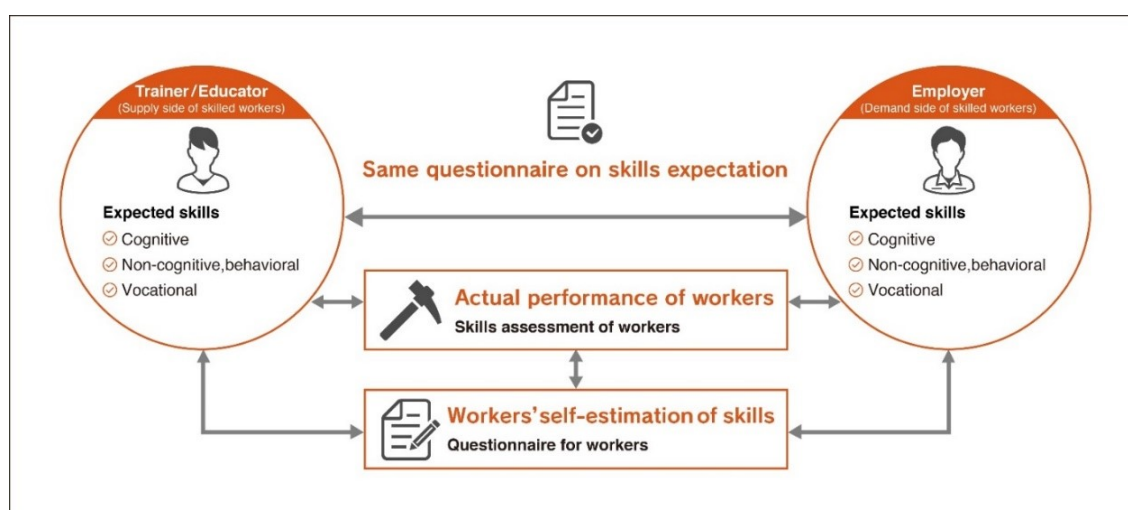 Trainer/Educator
(Supply side of skilled workers)
Expected skills
Cognitive
Non-cognitive,behavioral
Vocational
Same questionnaire on skills expectation
Employer
(Demand side of skilled workers)
Expected skills
Cognitive
Non-cognitive,behavioral
Vocational
Actual performance of workers
Skills assessment of workers
Workers' self-estimation of skills
Questionnaire for workers